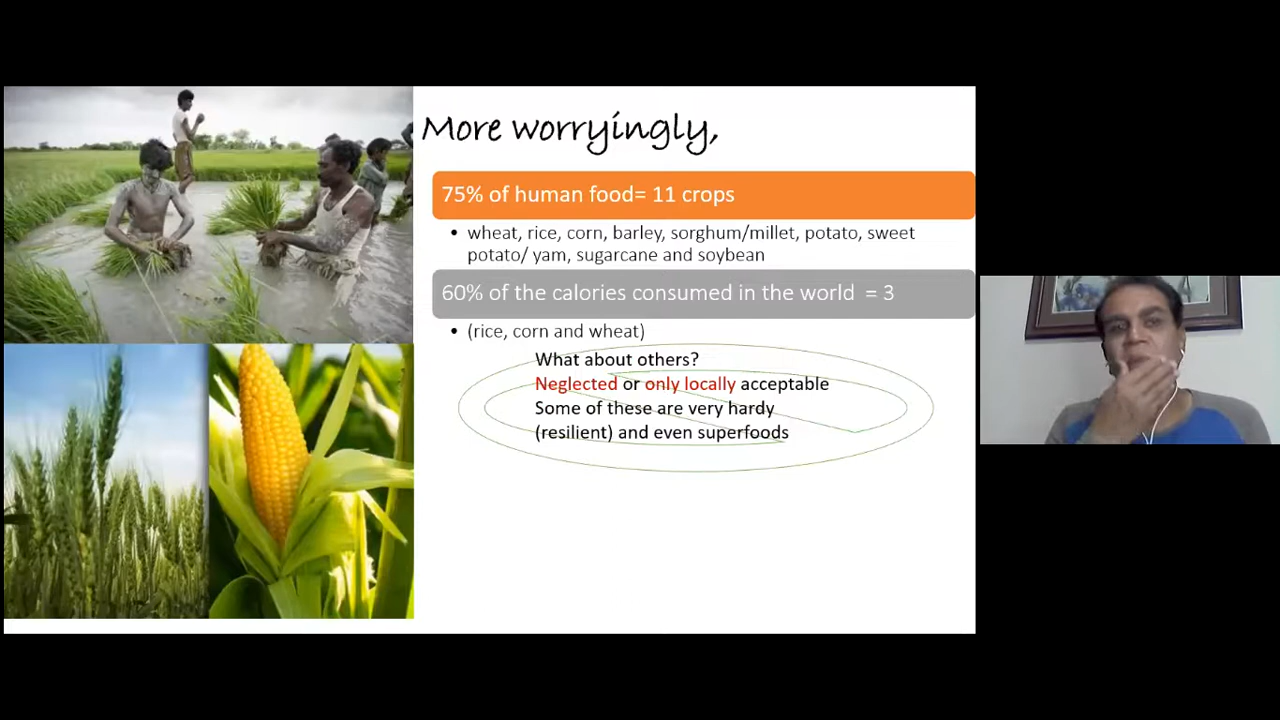 More worryingly,
75% of human food= 11 crops
• wheat, rice, corn, barley, sorghum/millet, potato, sweet
potato/ yam, sugarcane and soybean
60% of the calories consumed in the world = 3
• (rice, corn and wheat)
What about others?
Neglected or only locally acceptable
Some of these are very hardy
(resilient) and even superfoods